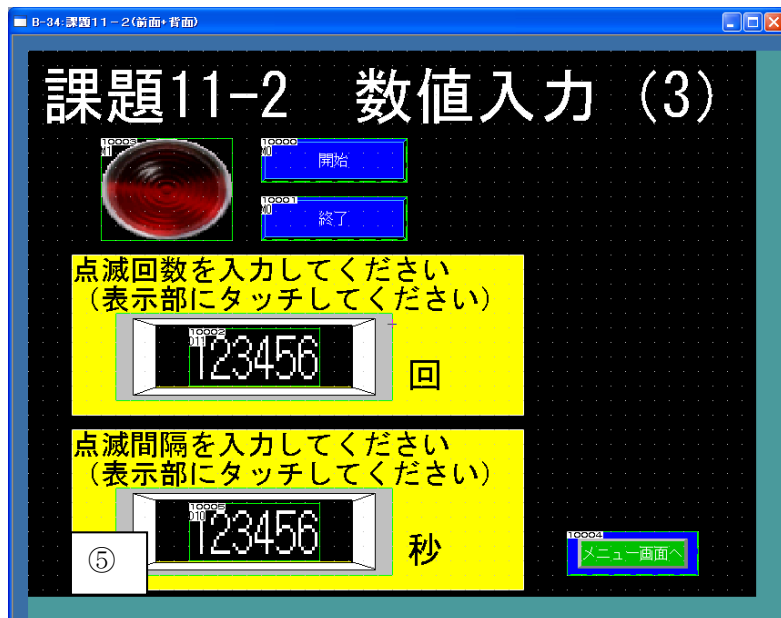 B-34:課題11-2(前面+背面)
課題11-2 数値入力 (3)
10003
10000
M0
開始
10001
M0
終了
点滅回数を入力してください
(表示部にタッチしてください)
10002
D11
123456
回
点滅間隔を入力してください
(表示部にタッチしてください)
10005
D10
123456
秒
⑤
10004
メニュー画面へ